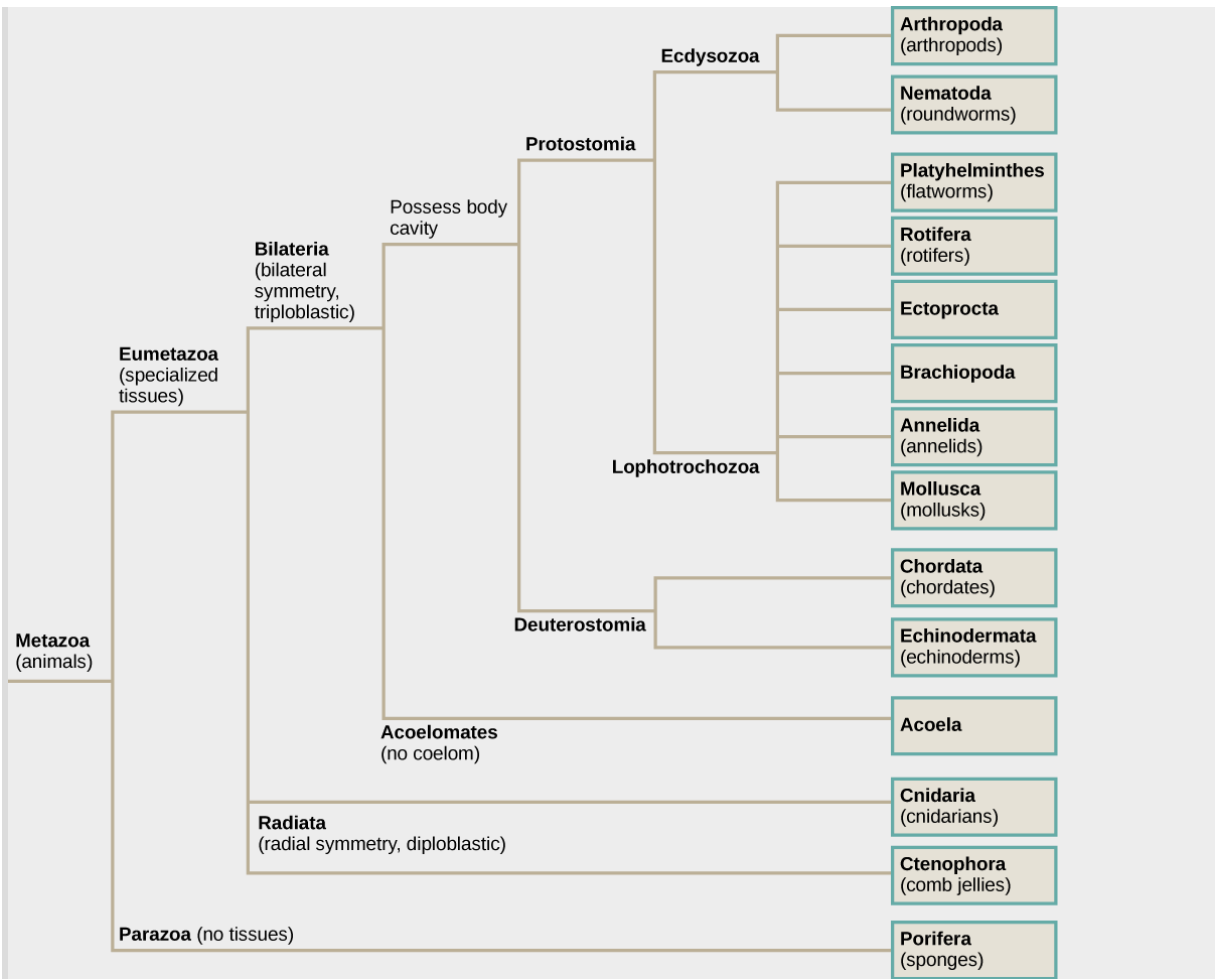 Arthropoda
(arthropods)
Ecdysozoa
Nematoda
(roundworms)
Protostomia
Platyhelminthes
(flatworms)
Possess body
cavity
Rotifera
(rotifers)
Bilateria
(bilateral
symmetry,
triploblastic)
Ectoprocta
Eumetazoa
(specialized
tissues)
Brachiopoda
Annelida
(annelids)
Lophotrochozoa
Mollusca
(mollusks)
Chordata
(chordates)
Deuterostomia
Echinodermata
(echinoderms)
Metazoa
(animals)
Acoela
Acoelomates
(no coelom)
Cnidaria
(cnidarians)
Radiata
(radial symmetry, diploblastic)
Ctenophora
(comb jellies)
Parazoa (no tissues)
Porifera
(sponges)